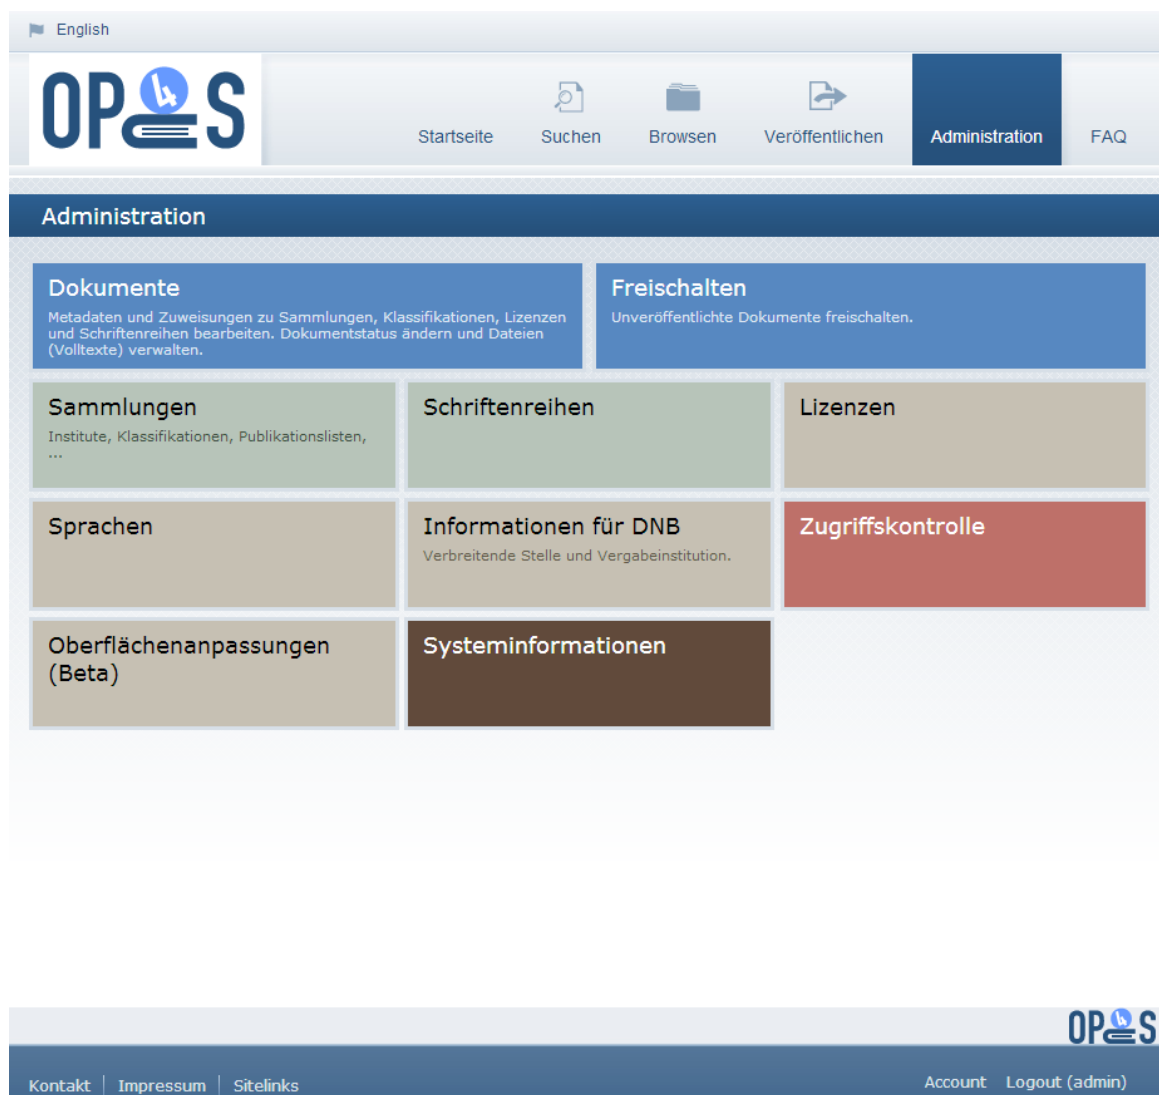 English
OPUS 4
Startseite
Suchen
Browsen
Veröffentlichen
Administration
FAQ
Administration
Dokumente
Metadaten und Zuweisungen zu Sammlungen, Klassifikationen, Lizenzen
und Schriftenreihen bearbeiten. Dokumentstatus ändern und Dateien
(Volltexte) verwalten.
Freischalten
Unveröffentlichte Dokumente freischalten.
Sammlungen
Institute, Klassifikationen, Publikationslisten,
...
Schriftenreihen
Lizenzen
Sprachen
Informationen für DNB
Verbreitende Stelle und Vergabeinstitution.
Zugriffskontrolle
Oberflächenanpassungen
(Beta)
Systeminformationen
OPUS 4
Kontakt
Impressum
Sitelinks
Account
Logout (admin)